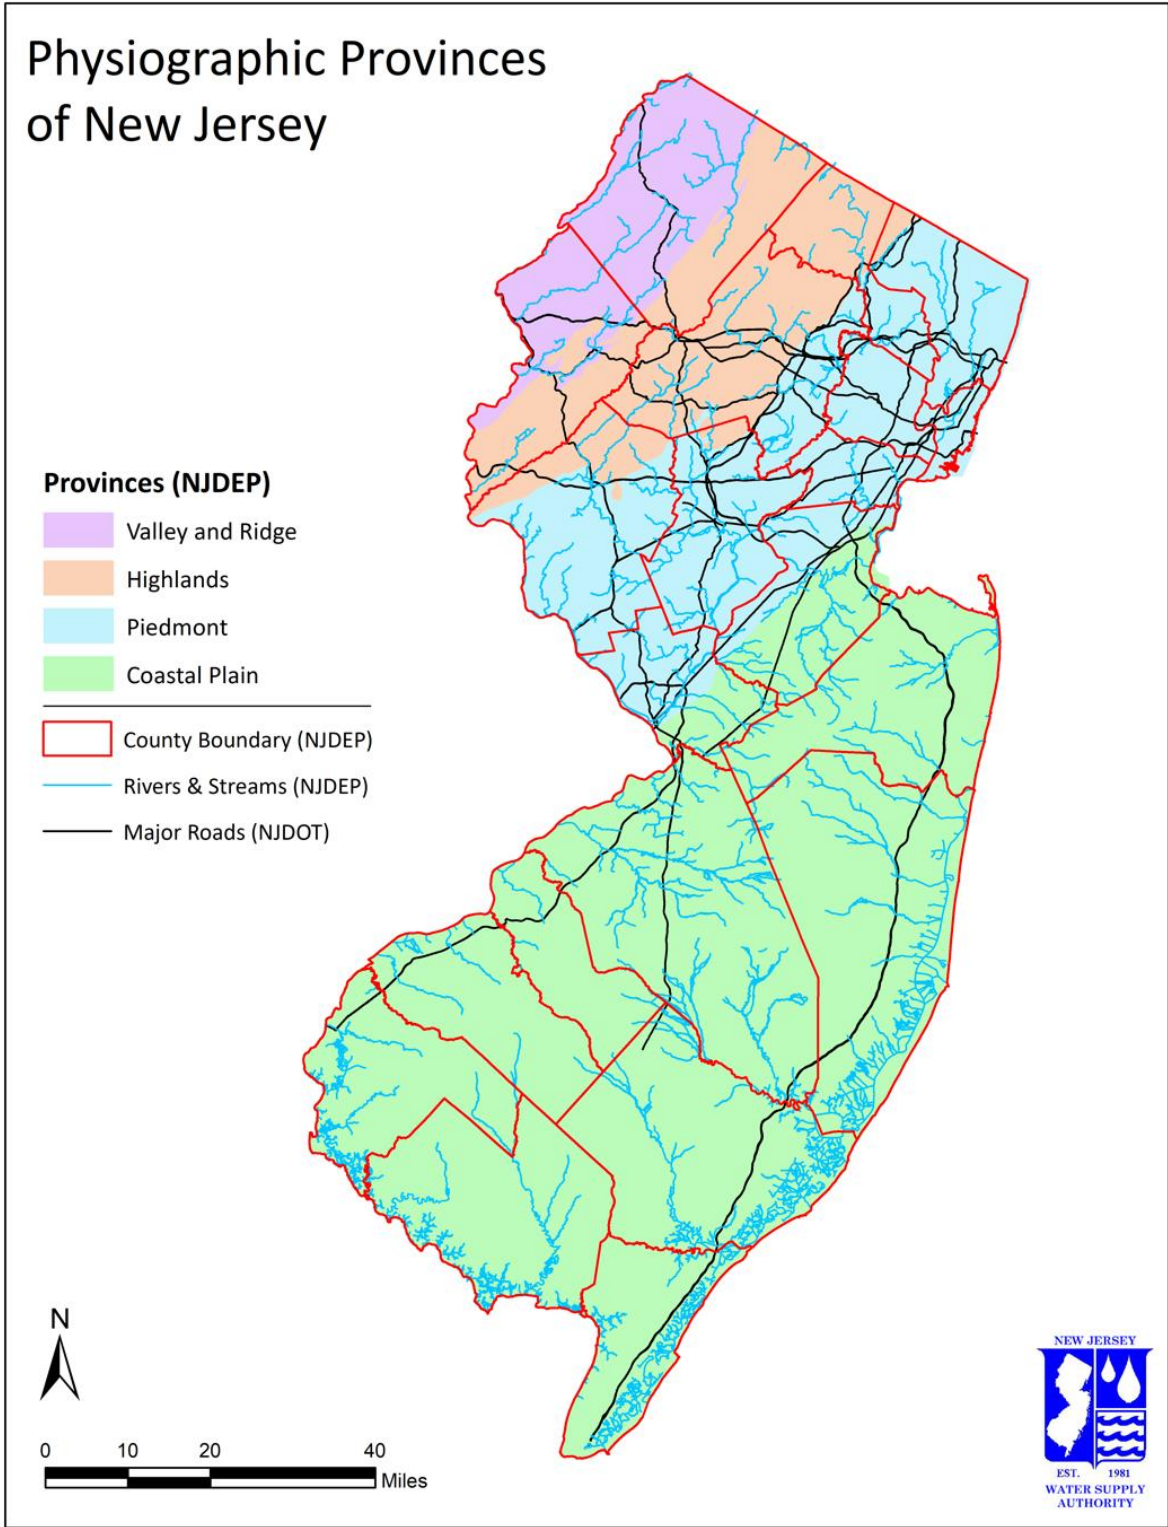 Physiographic Provinces
of New Jersey
Provinces (NJDEP)
Valley and Ridge
Highlands
Piedmont
Coastal Plain
County Boundary (NJDEP)
Rivers & Streams (NJDEP)
Major Roads (NJDOT)
N
0 10 20 40
Miles
NEW JERSEY
EST. 1981
WATER SUPPLY
AUTHORITY